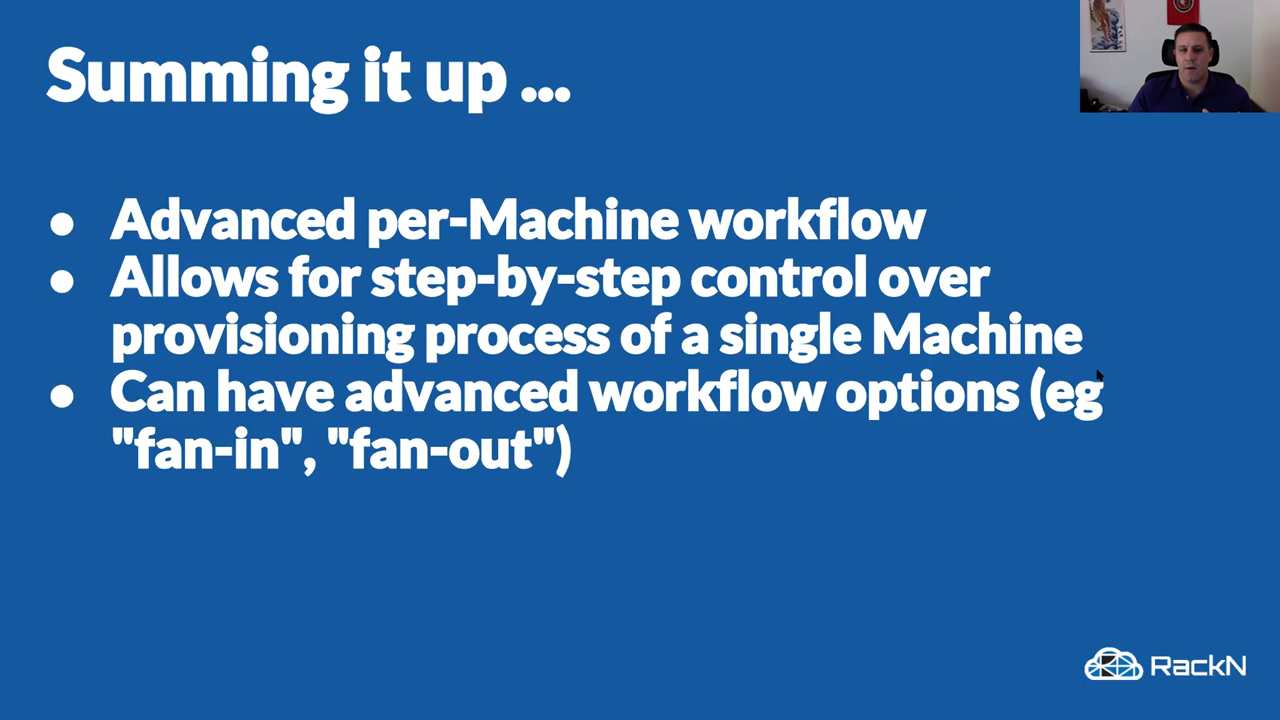 Summing it up ...
● Advanced per-Machine workflow
● Allows for step-by-step control over
provisioning process of a single Machine
● Can have advanced workflow options (eg
"fan-in", "fan-out")
RackN